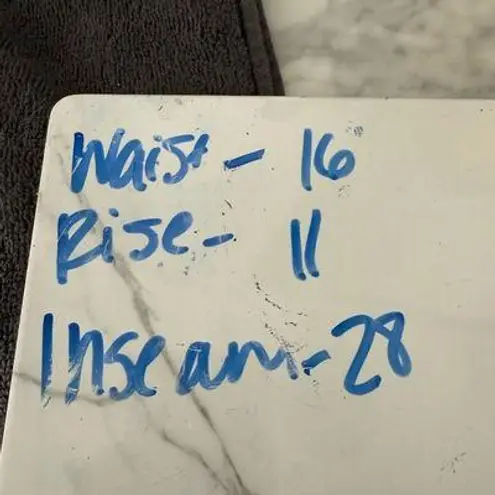 Waist - 16
Rise - 11
Inseam - 28